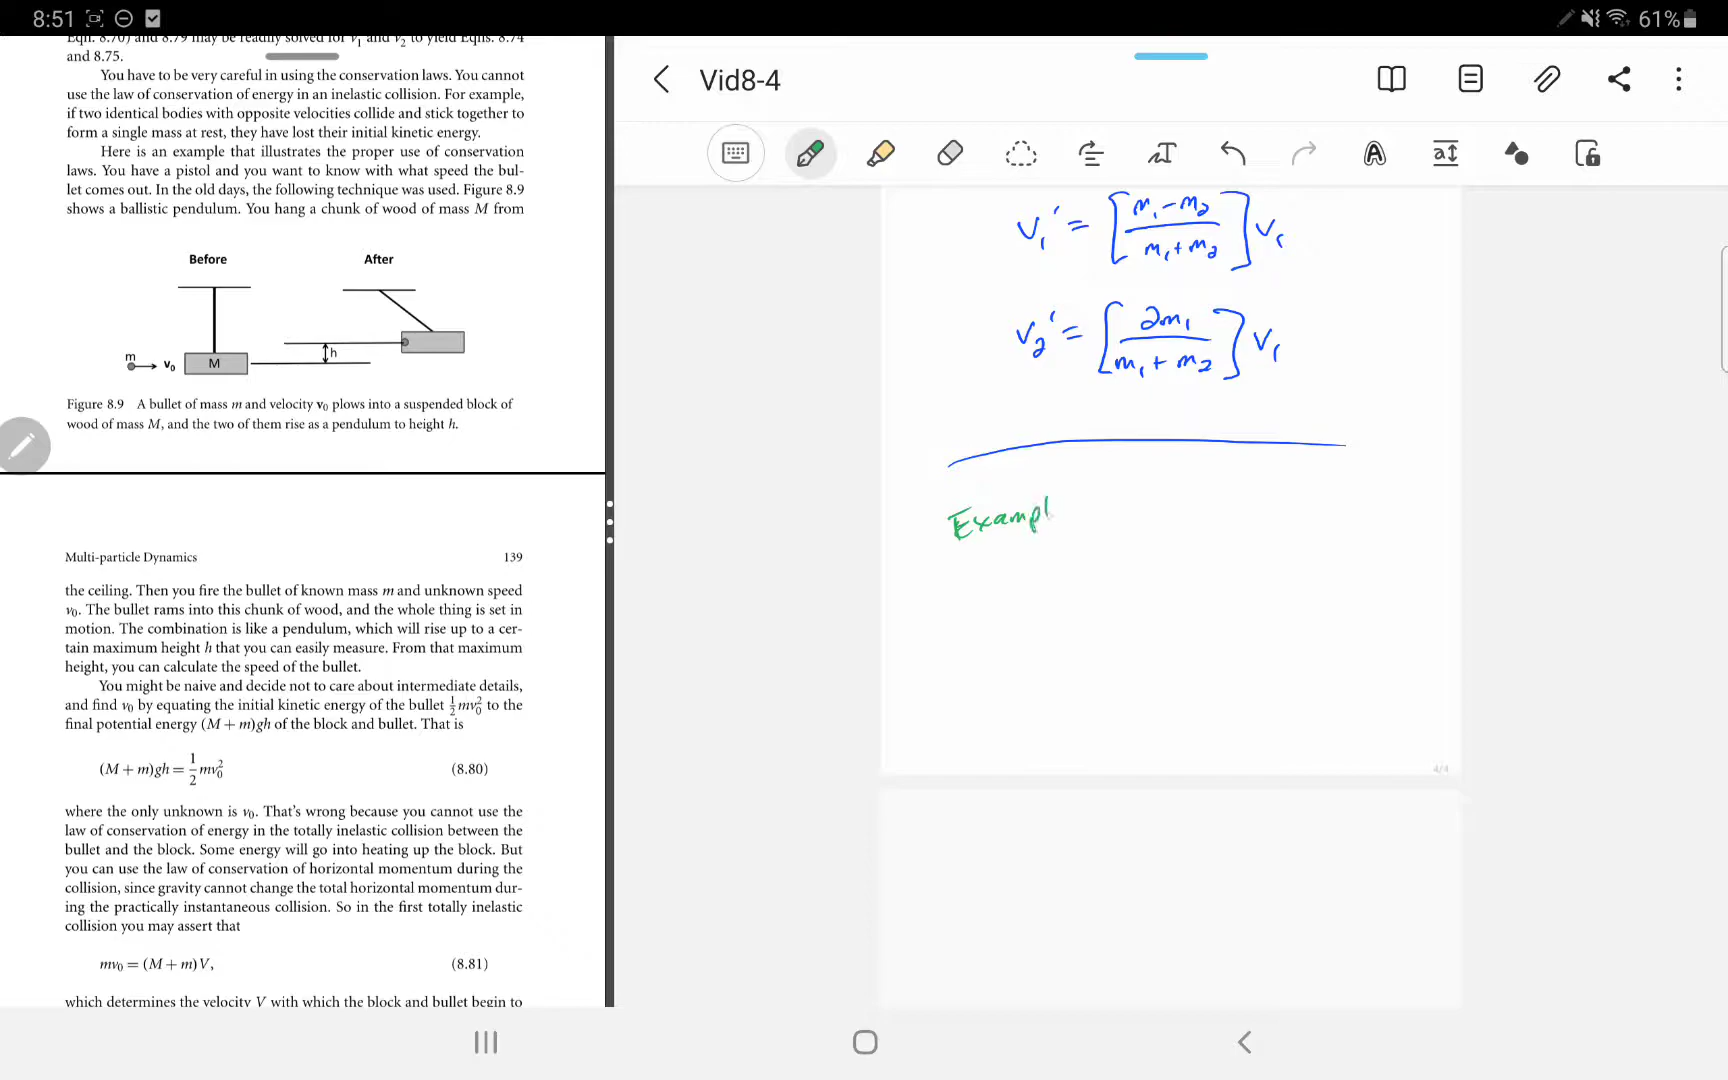 8:51
61%
Eqn. 8.70) and 8.79 may be readily solved for v₁ and v₂ to yield Eqns. 8.74
and 8.75.
You have to be very careful in using the conservation laws. You cannot
use the law of conservation of energy in an inelastic collision. For example,
if two identical bodies with opposite velocities collide and stick together to
form a single mass at rest, they have lost their initial kinetic energy.
Here is an example that illustrates the proper use of conservation
laws. You have a pistol and you want to know with what speed the bul-
let comes out. In the old days, the following technique was used. Figure 8.9
shows a ballistic pendulum. You hang a chunk of wood of mass M from
Before After
h
m v₀ M
Figure 8.9 A bullet of mass m and velocity v₀ plows into a suspended block of
wood of mass M, and the two of them rise as a pendulum to height h.
Multi-particle Dynamics 139
the ceiling. Then you fire the bullet of known mass m and unknown speed
v₀. The bullet rams into this chunk of wood, and the whole thing is set in
motion. The combination is like a pendulum, which will rise up to a cer-
tain maximum height h that you can easily measure. From that maximum
height, you can calculate the speed of the bullet.
You might be naive and decide not to care about intermediate details,
and find v₀ by equating the initial kinetic energy of the bullet ½mv₀² to the
final potential energy (M + m)gh of the block and bullet. That is
(M + m)gh = 1/2 mv₀² (8.80)
where the only unknown is v₀. That's wrong because you cannot use the
law of conservation of energy in the totally inelastic collision between the
bullet and the block. Some energy will go into heating up the block. But
you can use the law of conservation of horizontal momentum during the
collision, since gravity cannot change the total horizontal momentum dur-
ing the practically instantaneous collision. So in the first totally inelastic
collision you may assert that
mv₀ = (M + m)V, (8.81)
which determines the velocity V with which the block and bullet begin to
Vid8-4
v₁' = [(m₁ - m₂)/(m₁ + m₂)] v₁
v₂' = [2m₁/(m₁ + m₂)] v₁
Exampl
4/4